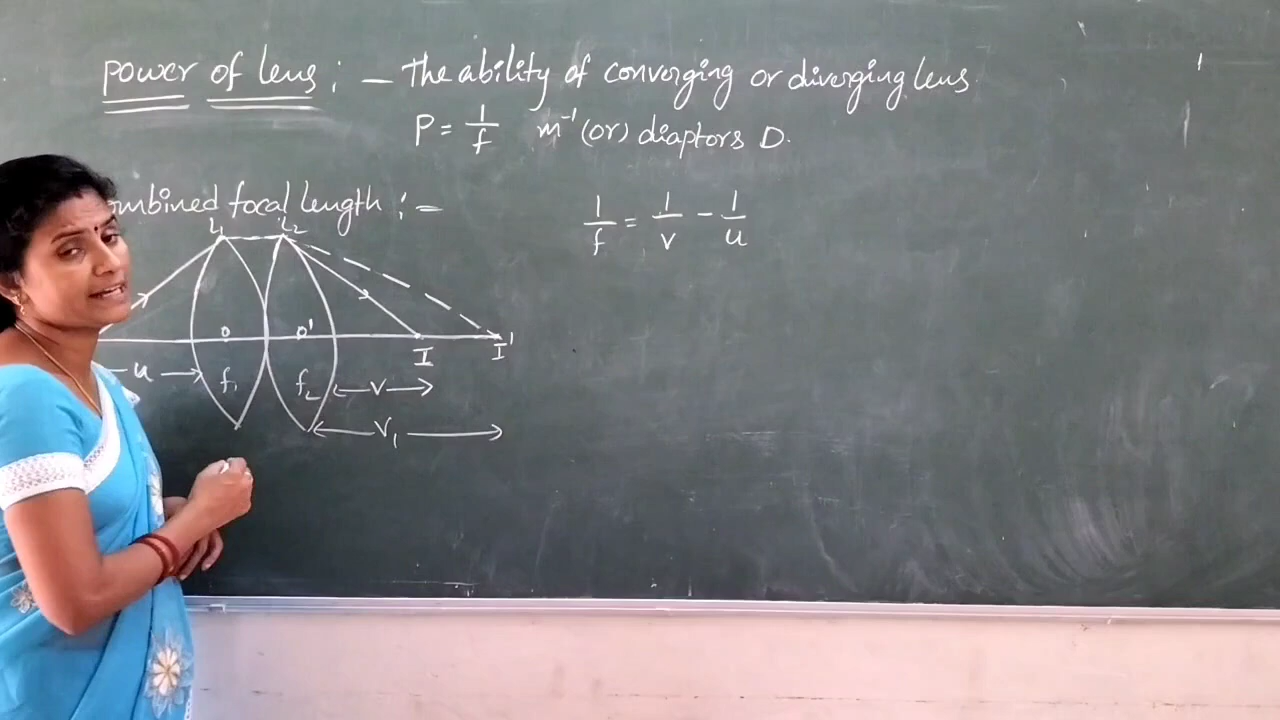 power of lens : - The ability of converging or diverging lens
P = 1/f m⁻¹ (or) diaptors D.
ombined focal length : -
1/f = 1/v - 1/u
L₁ L₂
O O'
I I'
u f₁ f₂ v
v₁